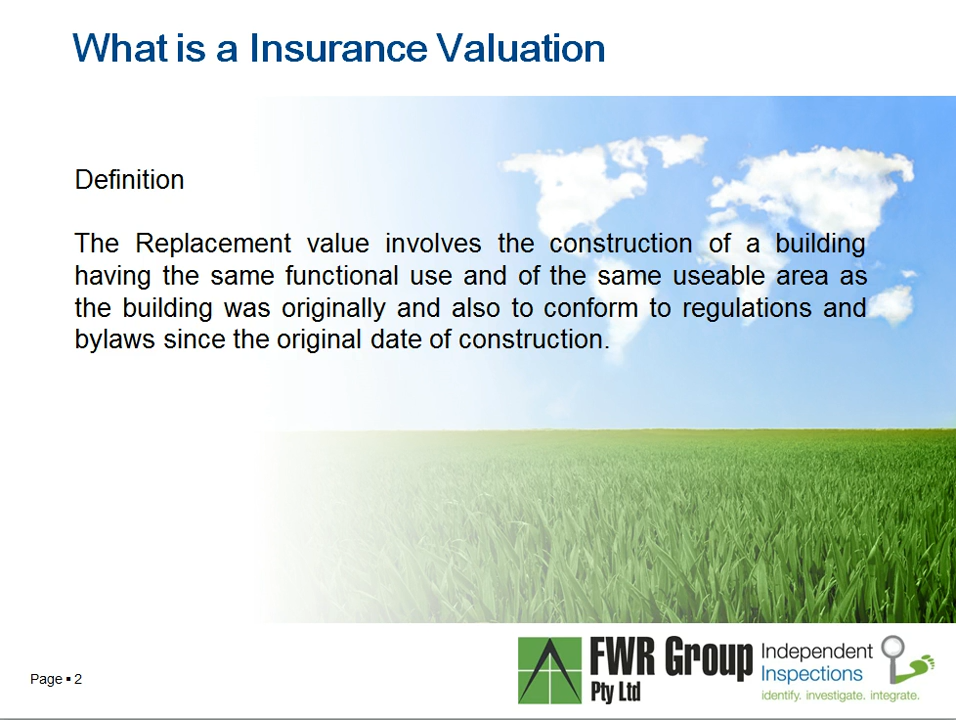 What is a Insurance Valuation
Definition
The Replacement value involves the construction of a building
having the same functional use and of the same useable area as
the building was originally and also to conform to regulations and
bylaws since the original date of construction.
Page ▪ 2
FWR Group
Pty Ltd
Independent
Inspections
identify. investigate. integrate.